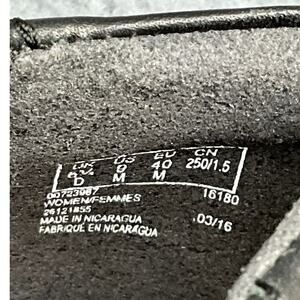 UK US EU CN
6½ 9 40 250/1.5
D M M
00723987 16180
WOMEN/FEMMES
26121855 .03/16
MADE IN NICARAGUA
FABRIQUE EN NICARAGUA